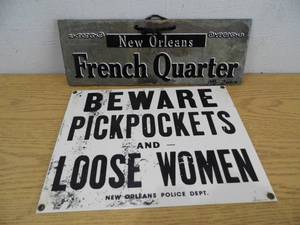 New Orleans
French Quarter
BEWARE
PICKPOCKETS
AND -
LOOSE WOMEN
NEW ORLEANS POLICE DEPT.